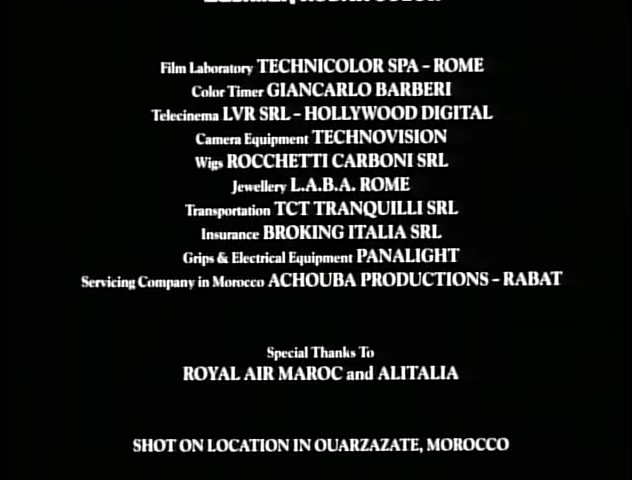 Film Laboratory TECHNICOLOR SPA – ROME
Color Timer GIANCARLO BARBERI
Telecinema LVR SRL – HOLLYWOOD DIGITAL
Camera Equipment TECHNOVISION
Wigs ROCCHETTI CARBONI SRL
Jewellery L.A.B.A. ROME
Transportation TCT TRANQUILLI SRL
Insurance BROKING ITALIA SRL
Grips & Electrical Equipment PANALIGHT
Servicing Company in Morocco ACHOUBA PRODUCTIONS – RABAT
Special Thanks To
ROYAL AIR MAROC and ALITALIA
SHOT ON LOCATION IN OUARZAZATE, MOROCCO